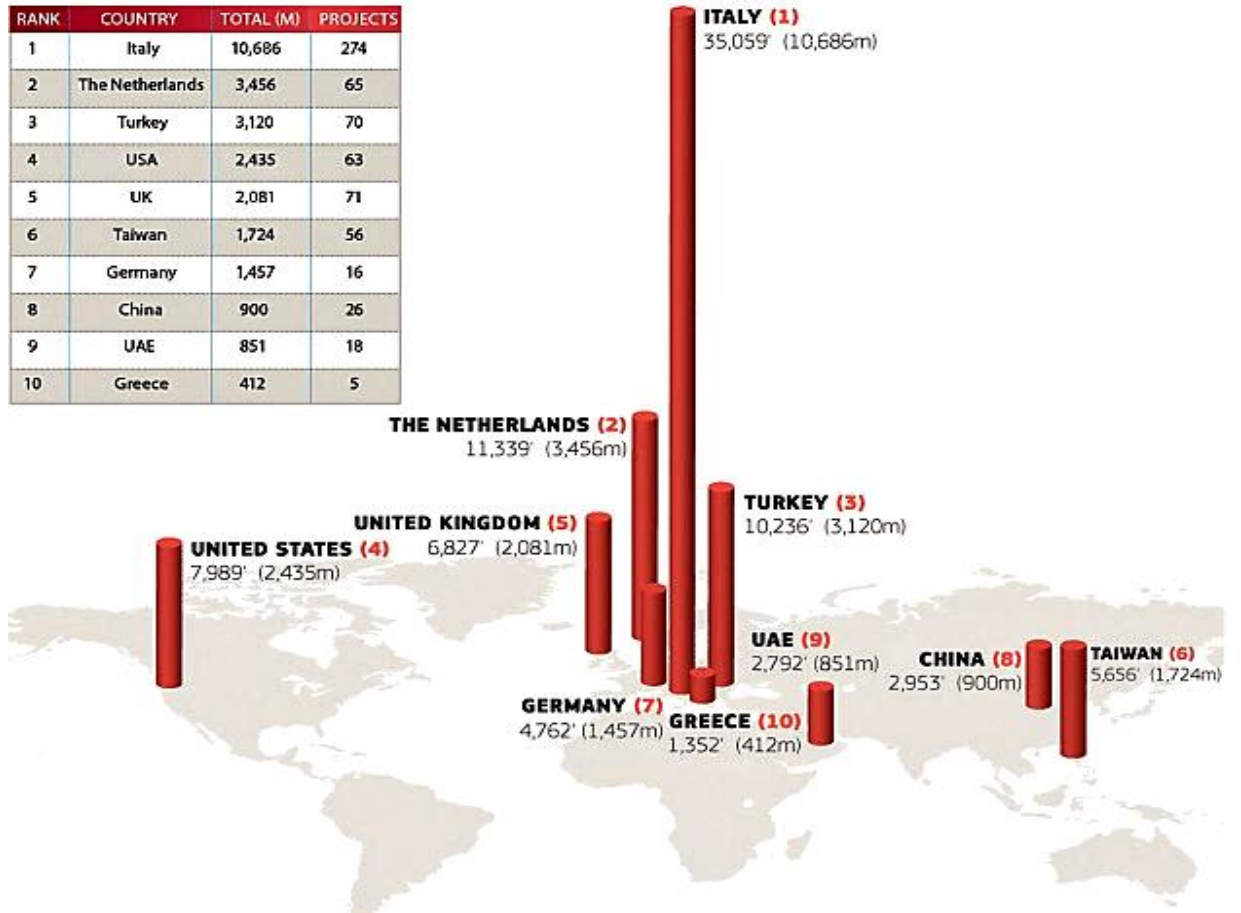 RANK COUNTRY TOTAL (M) PROJECTS
1 Italy 10,686 274
2 The Netherlands 3,456 65
3 Turkey 3,120 70
4 USA 2,435 63
5 UK 2,081 71
6 Taiwan 1,724 56
7 Germany 1,457 16
8 China 900 26
9 UAE 851 18
10 Greece 412 5
ITALY (1)
35,059' (10,686m)
THE NETHERLANDS (2)
11,339' (3,456m)
TURKEY (3)
10,236' (3,120m)
UNITED KINGDOM (5)
6,827' (2,081m)
UNITED STATES (4)
7,989' (2,435m)
UAE (9)
2,792' (851m)
CHINA (8)
2,953' (900m)
TAIWAN (6)
5,656' (1,724m)
GERMANY (7)
4,762' (1,457m)
GREECE (10)
1,352' (412m)